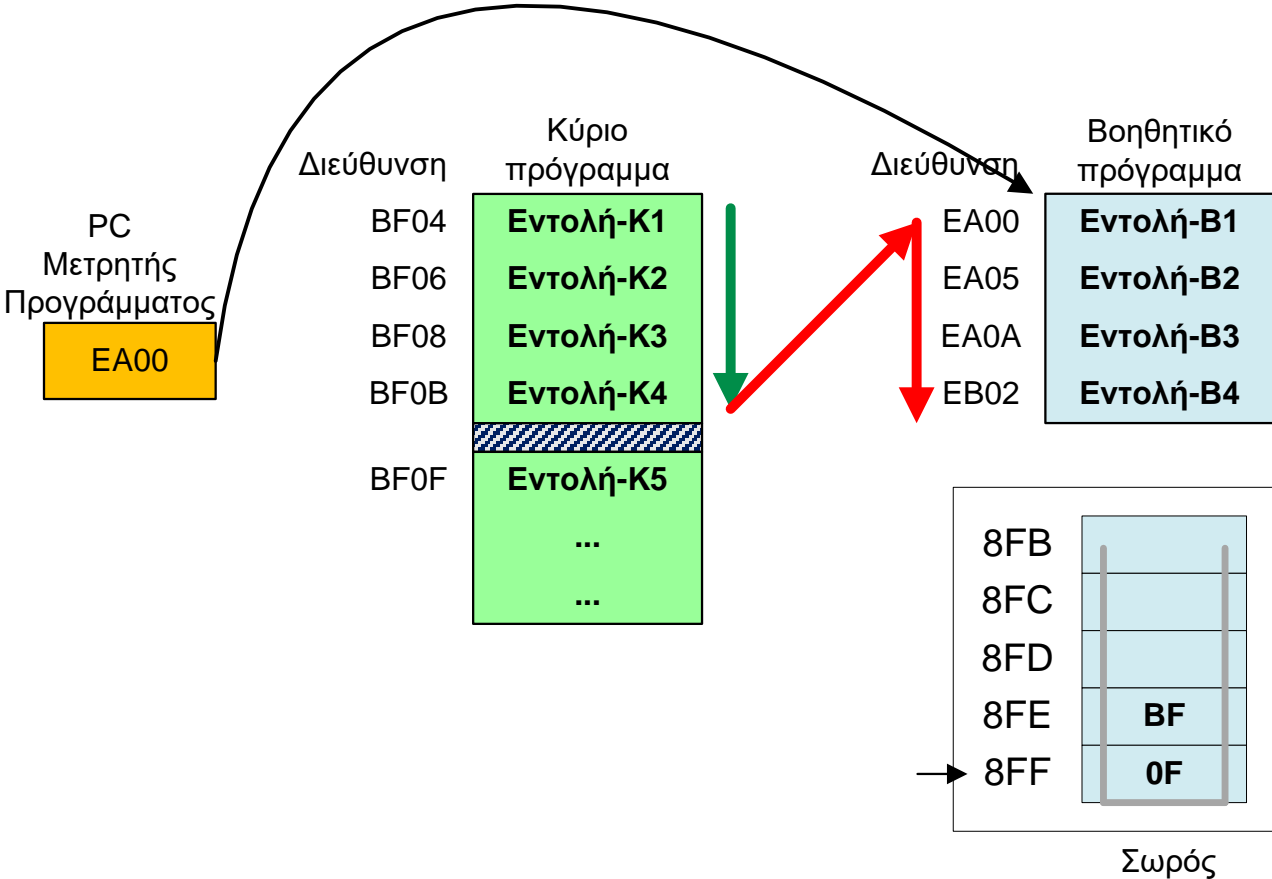 PC
Μετρητής
Προγράμματος
EA00
Διεύθυνση
Κύριο
πρόγραμμα
BF04 Εντολή-Κ1
BF06 Εντολή-Κ2
BF08 Εντολή-Κ3
BF0B Εντολή-Κ4
BF0F Εντολή-Κ5
...
...
Διεύθυνση
Βοηθητικό
πρόγραμμα
EA00 Εντολή-Β1
EA05 Εντολή-Β2
EA0A Εντολή-Β3
EB02 Εντολή-Β4
8FB
8FC
8FD
8FE BF
8FF 0F
Σωρός